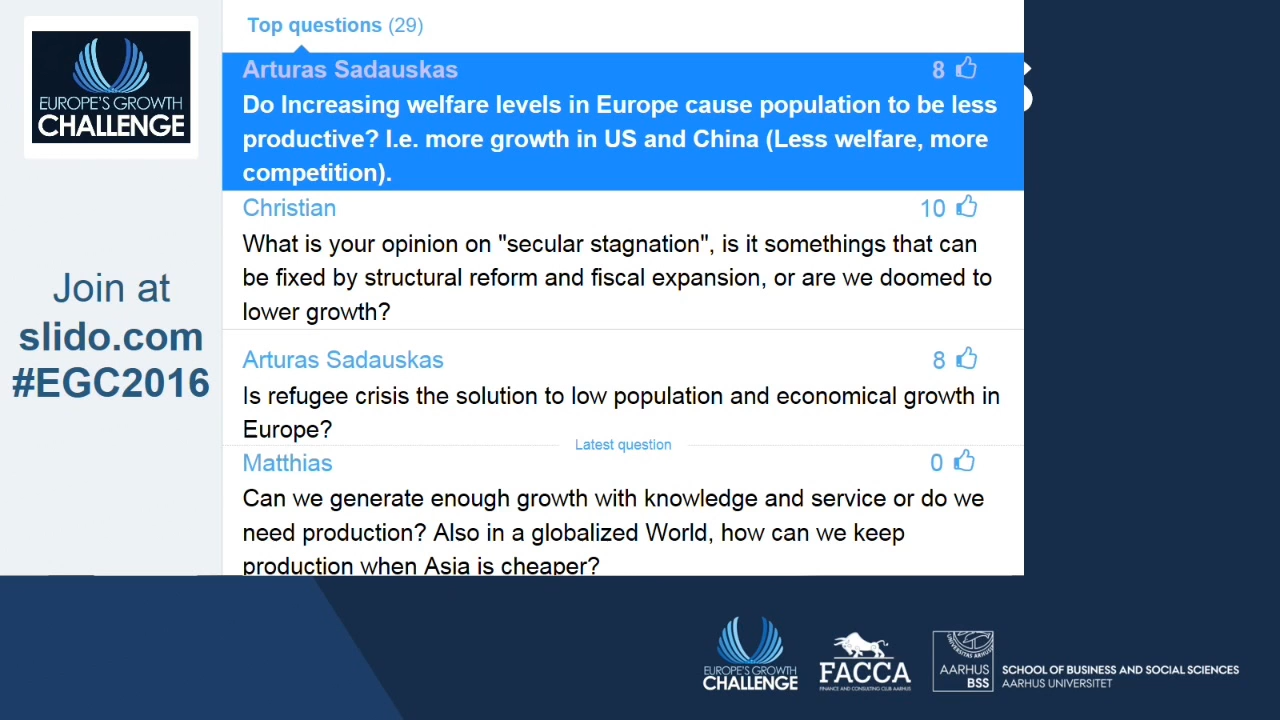 Top questions (29)
EUROPE'S GROWTH
CHALLENGE
Arturas Sadauskas 8
Do Increasing welfare levels in Europe cause population to be less
productive? I.e. more growth in US and China (Less welfare, more
competition).
Christian 10
What is your opinion on "secular stagnation", is it somethings that can
be fixed by structural reform and fiscal expansion, or are we doomed to
lower growth?
Join at
slido.com
#EGC2016
Arturas Sadauskas 8
Is refugee crisis the solution to low population and economical growth in
Europe?
Latest question
Matthias 0
Can we generate enough growth with knowledge and service or do we
need production? Also in a globalized World, how can we keep
production when Asia is cheaper?
EUROPE'S GROWTH
CHALLENGE
FACCA
FINANCE AND CONSULTING CLUB AARHUS
AARHUS
BSS
SCHOOL OF BUSINESS AND SOCIAL SCIENCES
AARHUS UNIVERSITET